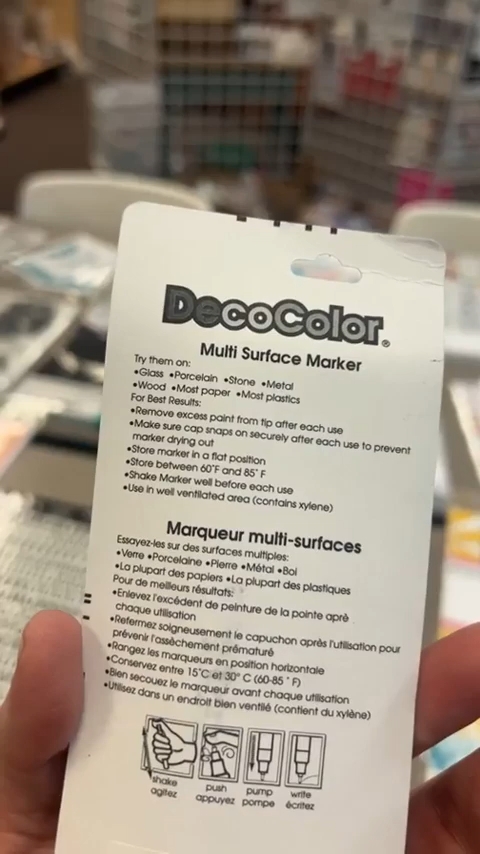 DecoColor®
Multi Surface Marker
Try them on:
•Glass •Porcelain •Stone •Metal
•Wood •Most paper •Most plastics
For Best Results:
•Remove excess paint from tip after each use
•Make sure cap snaps on securely after each use to prevent
marker drying out
•Store marker in a flat position
•Store between 60°F and 85° F
•Shake Marker well before each use
•Use in well ventilated area (contains xylene)
Marqueur multi-surfaces
Essayez-les sur des surfaces multiples:
•Verre •Porcelaine •Pierre •Métal •Boi
•La plupart des papiers •La plupart des plastiques
Pour de meilleurs résultats:
•Enlevez l'excédent de peinture de la pointe aprè
chaque utilisation
•Refermez soigneusement le capuchon après l'utilisation pour
prévenir l'assèchement prématuré
•Rangez les marqueurs en position horizontale
•Conservez entre 15°C et 30° C (60-85 ° F)
•Bien secouez le marqueur avant chaque utilisation
•Utilisez dans un endroit bien ventilé (contient du xylène)
shake push pump write
agitez appuyez pompe écritez